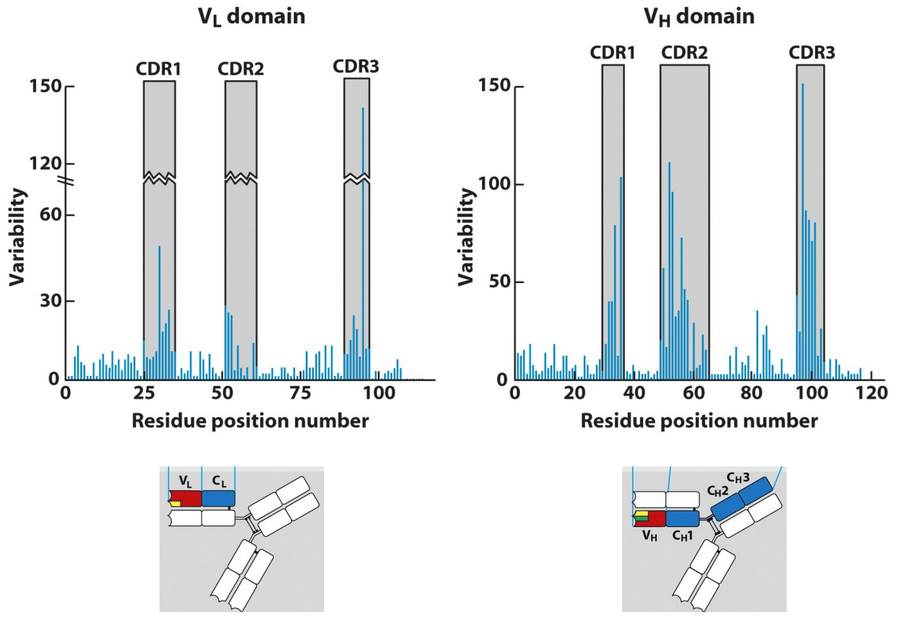 VL domain
CDR1 CDR2 CDR3
Variability
150
120
60
30
0
0 25 50 75 100
Residue position number
VH domain
CDR1 CDR2 CDR3
Variability
150
100
50
0
0 20 40 60 80 100 120
Residue position number
VL CL
CH3
CH2
VH CH1